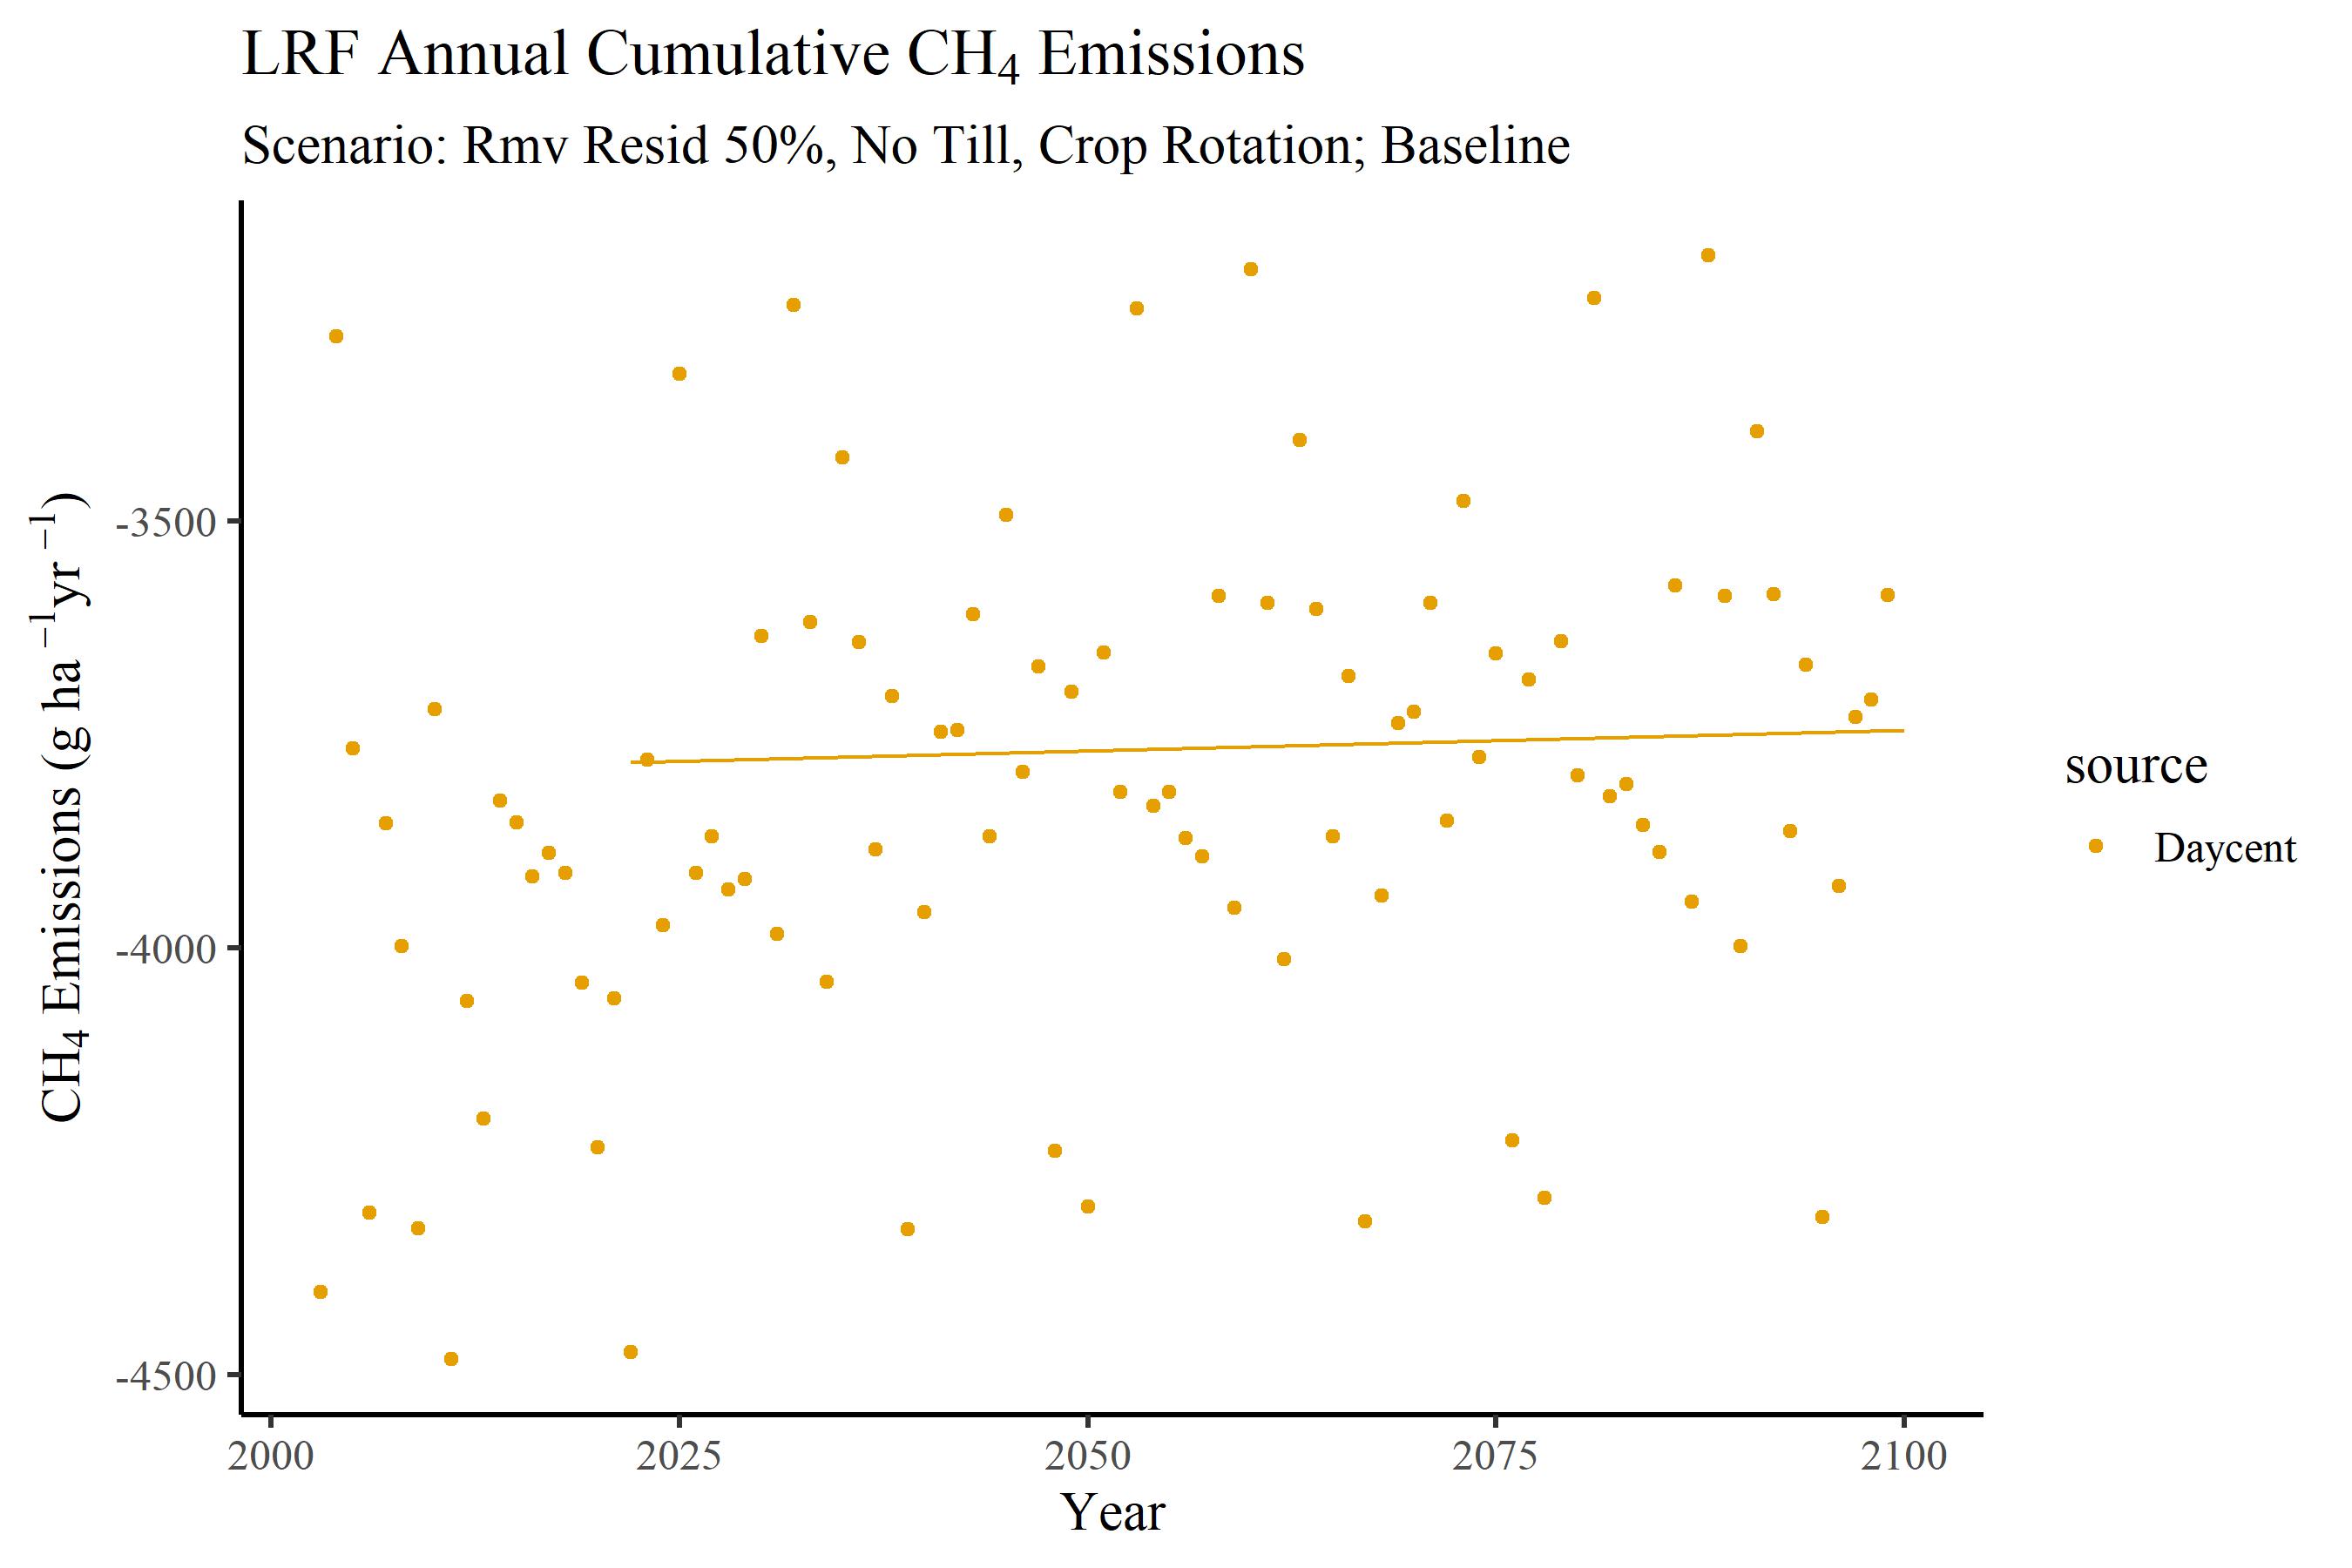 LRF Annual Cumulative CH₄ Emissions
Scenario: Rmv Resid 50%, No Till, Crop Rotation; Baseline
CH₄ Emissions (g ha ⁻¹yr ⁻¹)
-3500
-4000
-4500
2000 2025 2050 2075 2100
Year
source
Daycent